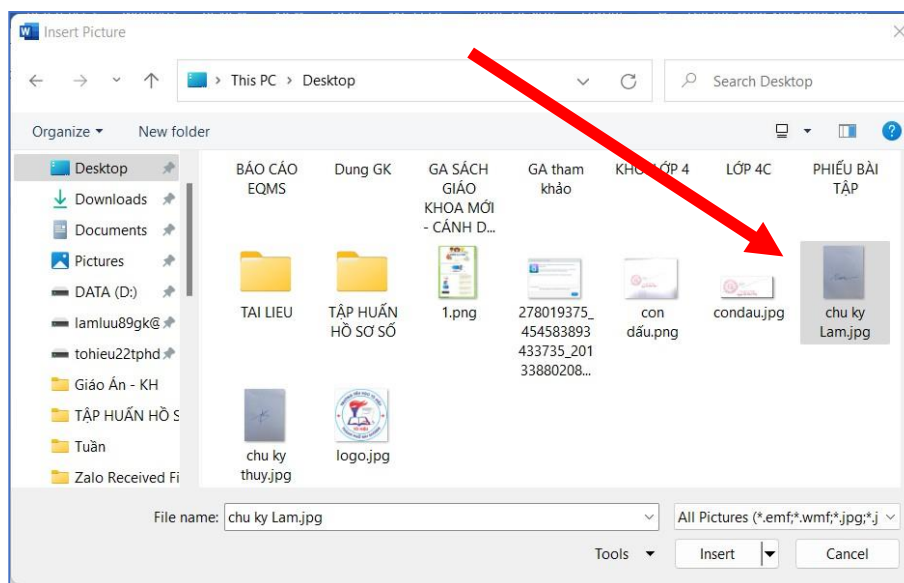 Insert Picture
This PC > Desktop
Search Desktop
Organize
New folder
Desktop
Downloads
Documents
Pictures
DATA (D:)
lamluu89gk@
tohieu22tphd
Giáo Án - KH
TẬP HUẤN HỒ S
Tuần
Zalo Received Fi
BÁO CÁO
EQMS
Dung GK
GA SÁCH
GIÁO
KHOA MỚI
- CÁNH D...
GA tham
khảo
LỚP 4
LỚP 4C
PHIẾU BÀI
TẬP
TAI LIEU
TẬP HUẤN
HỒ SƠ SỐ
1.png
278019375_
454583893
433735_201
33880208...
con
dấu.png
condau.jpg
chu ky
Lam.jpg
chu ky
thuy.jpg
logo.jpg
File name: chu ky Lam.jpg
All Pictures (*.emf;*.wmf;*.jpg;*.j
Tools
Insert
Cancel